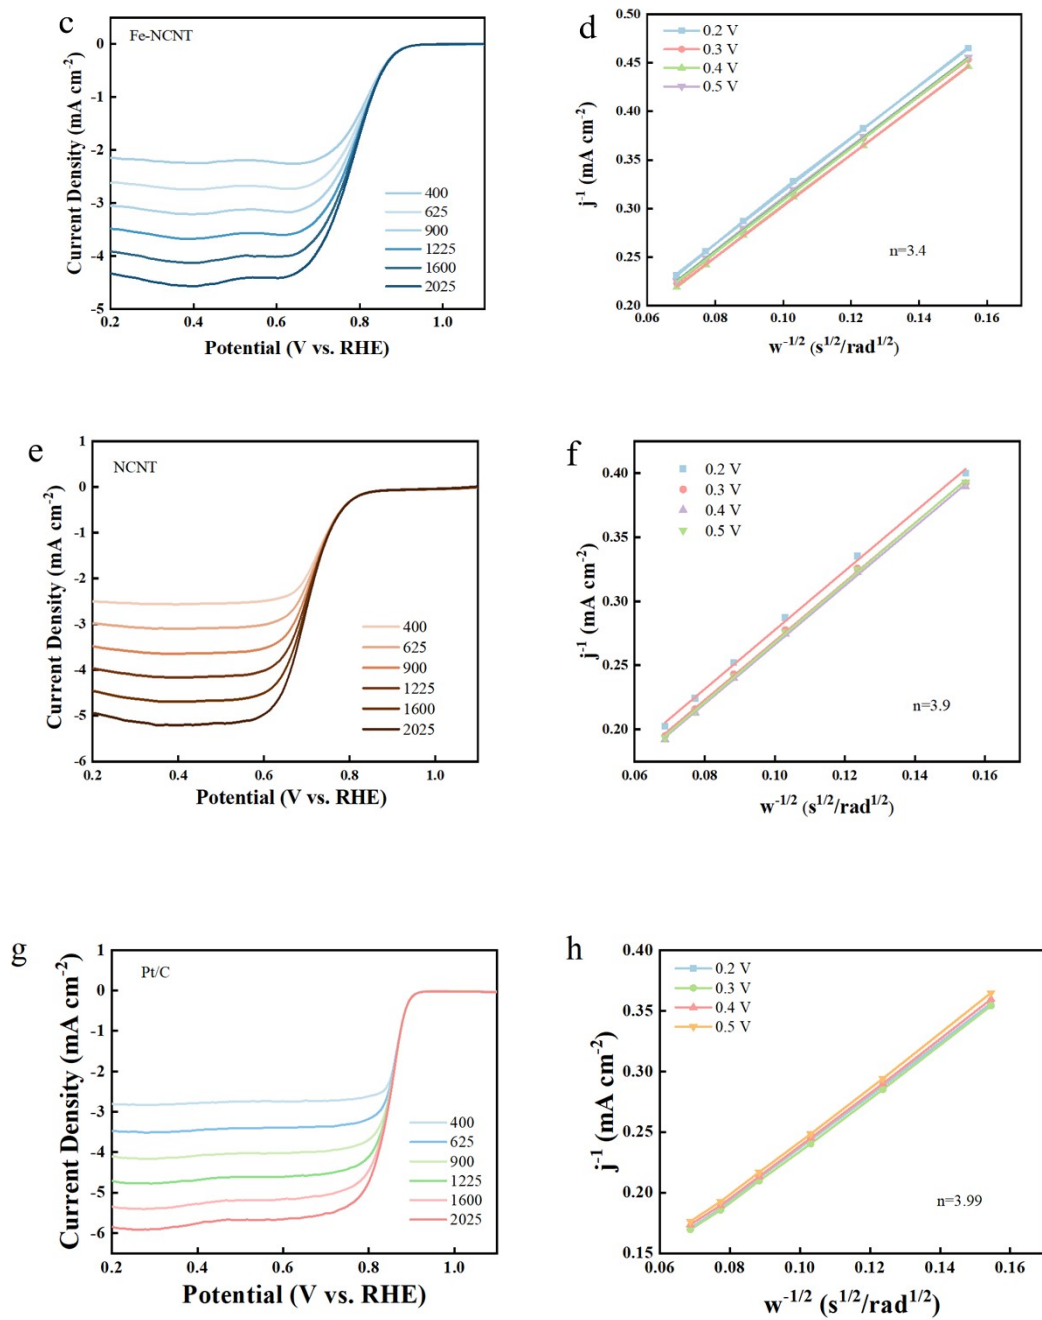 c
Fe-NCNT
0
-1
-2
-3
-4
-5
0.2 0.4 0.6 0.8 1.0
Current Density (mA cm-2)
Potential (V vs. RHE)
400
625
900
1225
1600
2025
d
0.50
0.45
0.40
0.35
0.30
0.25
0.20
0.06 0.08 0.10 0.12 0.14 0.16
j-1 (mA cm-2)
w-1/2 (s1/2/rad1/2)
0.2 V
0.3 V
0.4 V
0.5 V
n=3.4
e
NCNT
1
0
-1
-2
-3
-4
-5
-6
0.2 0.4 0.6 0.8 1.0
Current Density (mA cm-2)
Potential (V vs. RHE)
400
625
900
1225
1600
2025
f
0.40
0.30
0.25
0.20
0.06 0.08 0.10 0.12 0.14 0.16
j-1 (mA cm-2)
w-1/2 (s1/2/rad1/2)
0.2 V
0.3 V
0.4 V
0.5 V
n=3.9
g
Pt/C
1
0
-1
-2
-3
-4
-5
-6
0.2 0.4 0.6 0.8 1.0
Current Density (mA cm-2)
Potential (V vs. RHE)
400
625
900
1225
1600
2025
h
0.40
0.35
0.30
0.25
0.20
0.15
0.06 0.08 0.10 0.12 0.14 0.16
j-1 (mA cm-2)
w-1/2 (s1/2/rad1/2)
0.2 V
0.3 V
0.4 V
0.5 V
n=3.99